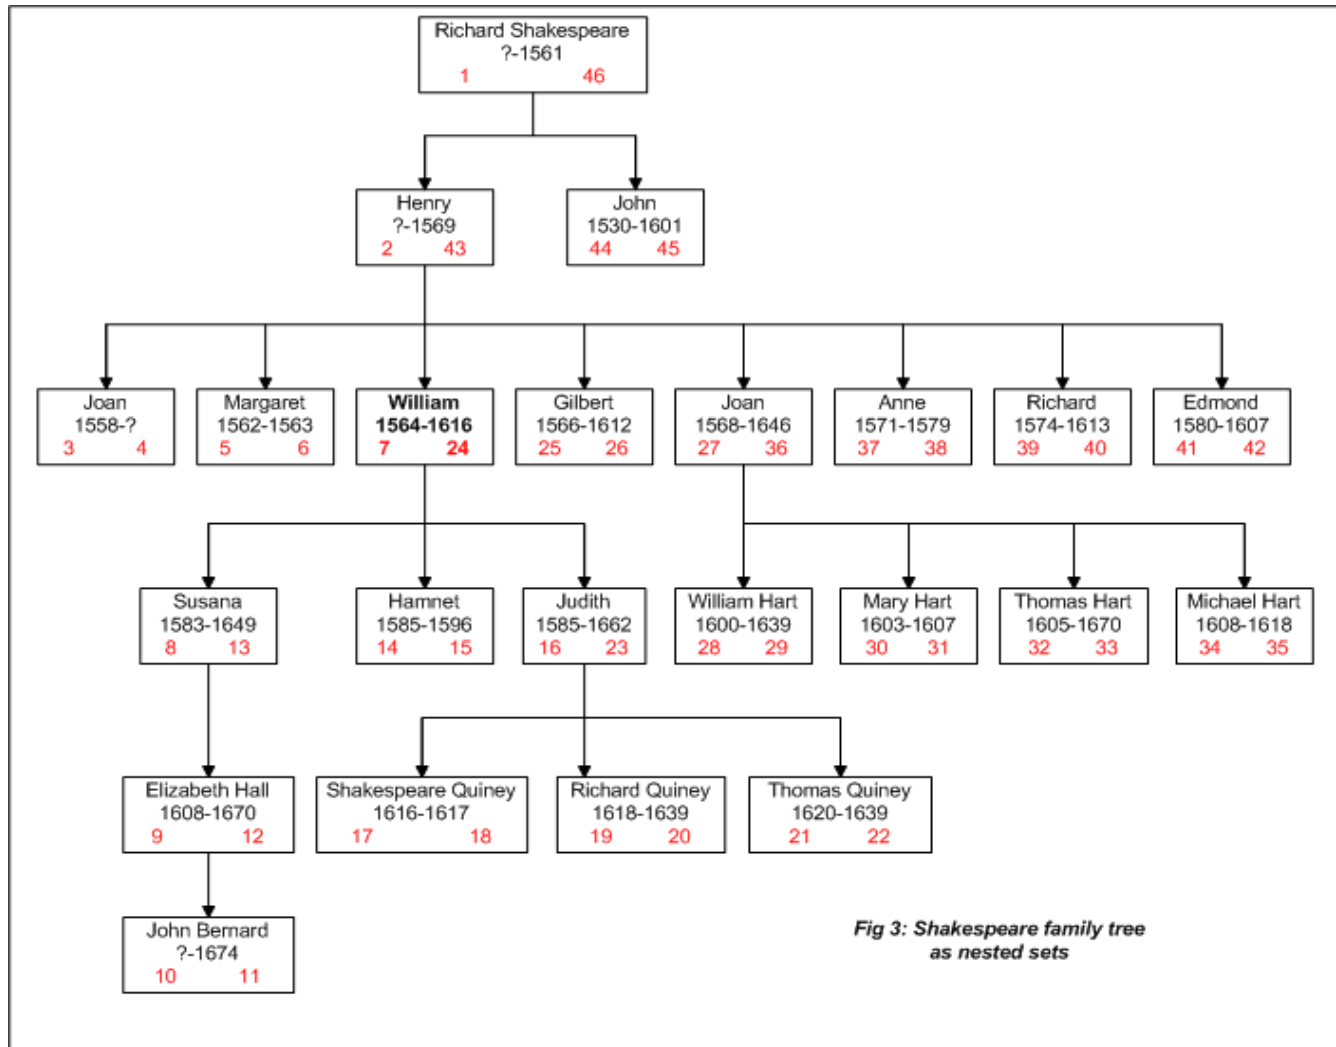 Richard Shakespeare
?-1561
1 46
Henry
?-1569
2 43
John
1530-1601
44 45
Joan
1558-?
3 4
Margaret
1562-1563
5 6
William
1564-1616
7 24
Gilbert
1566-1612
25 26
Joan
1568-1646
27 36
Anne
1571-1579
37 38
Richard
1574-1613
39 40
Edmond
1580-1607
41 42
Susana
1583-1649
8 13
Hamnet
1585-1596
14 15
Judith
1585-1662
16 23
William Hart
1600-1639
28 29
Mary Hart
1603-1607
30 31
Thomas Hart
1605-1670
32 33
Michael Hart
1608-1618
34 35
Elizabeth Hall
1608-1670
9 12
Shakespeare Quiney
1616-1617
17 18
Richard Quiney
1618-1639
19 20
Thomas Quiney
1620-1639
21 22
John Bernard
?-1674
10 11
Fig 3: Shakespeare family tree
as nested sets